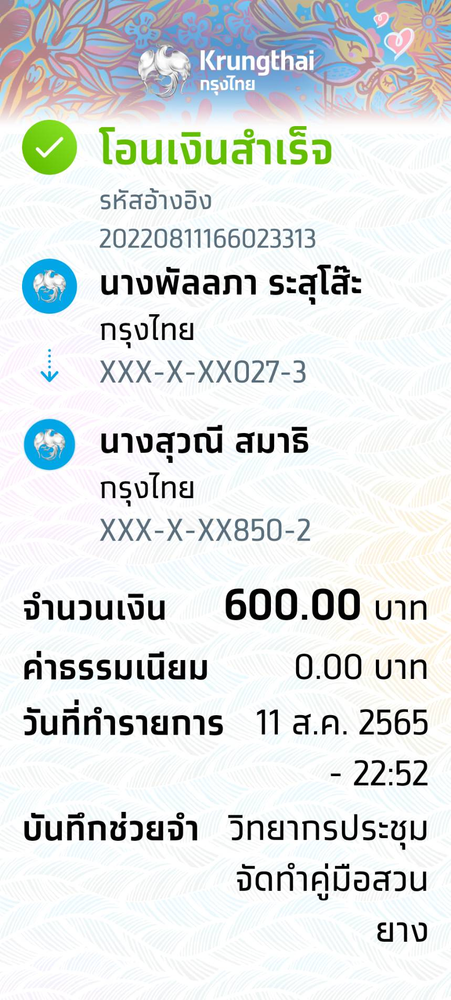 Krungthai
กรุงไทย
โอนเงินสำเร็จ
รหัสอ้างอิง
20220811166023313
นางพัลลภา ระสุโส๊ะ
กรุงไทย
XXX-X-XX027-3
นางสุวณี สมาธิ
กรุงไทย
XXX-X-XX850-2
จำนวนเงิน 600.00 บาท
ค่าธรรมเนียม 0.00 บาท
วันที่ทำรายการ 11 ส.ค. 2565
- 22:52
บันทึกช่วยจำ วิทยากรประชุม
จัดทำคู่มือสวน
ยาง